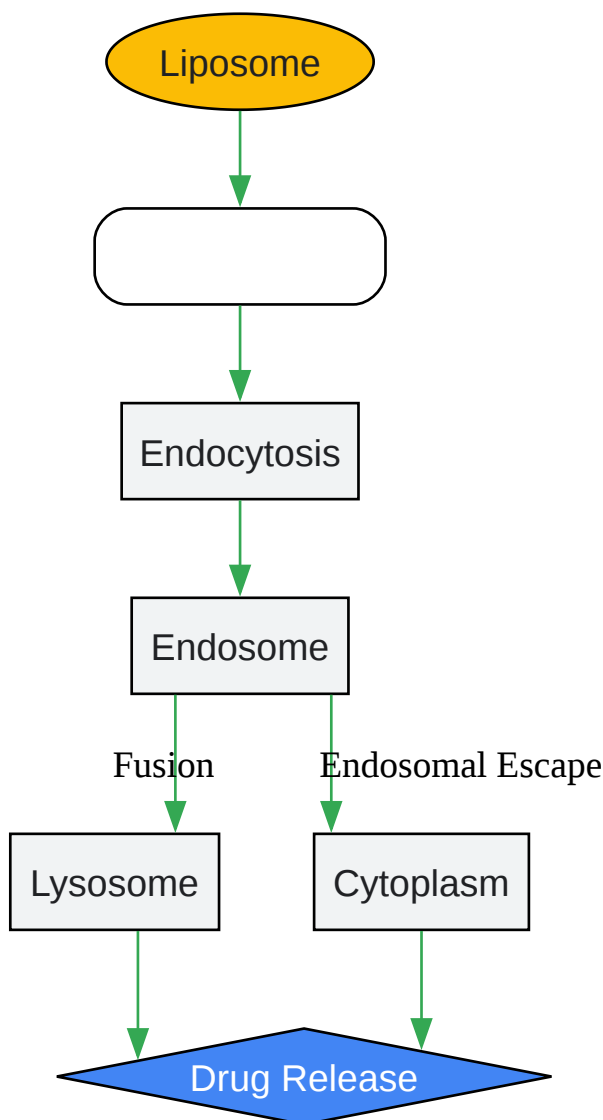 Liposome
Endocytosis
Endosome
Fusion
Endosomal Escape
Lysosome
Cytoplasm
Drug Release